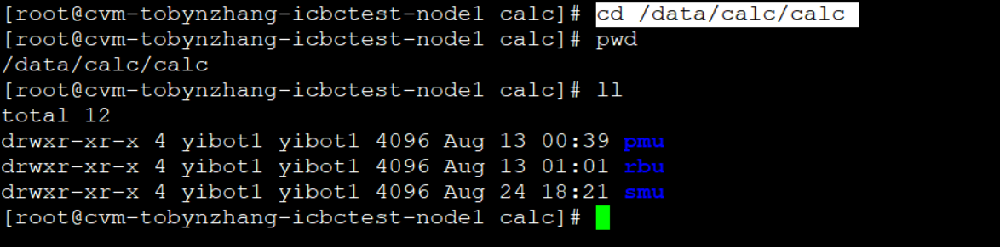 [root@cvm-tobynzhang-icbctest-node1 calc]# cd /data/calc/calc
[root@cvm-tobynzhang-icbctest-node1 calc]# pwd
/data/calc/calc
[root@cvm-tobynzhang-icbctest-node1 calc]# ll
total 12
drwxr-xr-x 4 yibot1 yibot1 4096 Aug 13 00:39 pmu
drwxr-xr-x 4 yibot1 yibot1 4096 Aug 13 01:01 rbu
drwxr-xr-x 4 yibot1 yibot1 4096 Aug 24 18:21 smu
[root@cvm-tobynzhang-icbctest-node1 calc]#